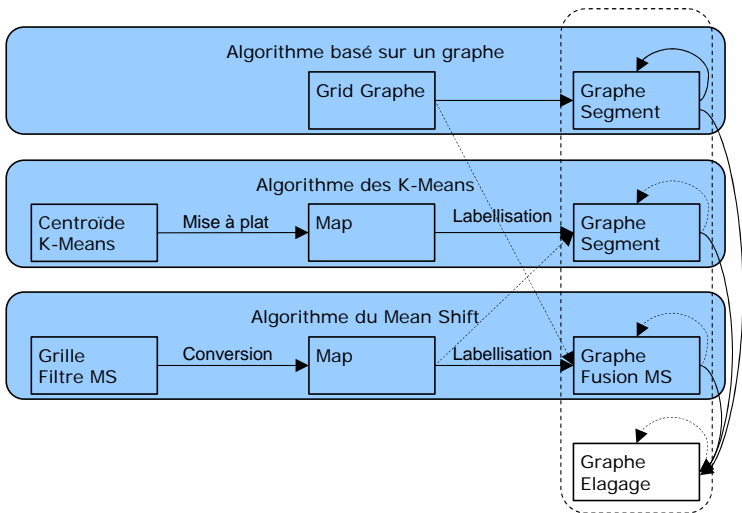 Algorithme basé sur un graphe
Grid Graphe
Graphe
Segment
Algorithme des K-Means
Centroïde
K-Means
Mise à plat
Map
Labellisation
Graphe
Segment
Algorithme du Mean Shift
Grille
Filtre MS
Conversion
Map
Labellisation
Graphe
Fusion MS
Graphe
Elagage